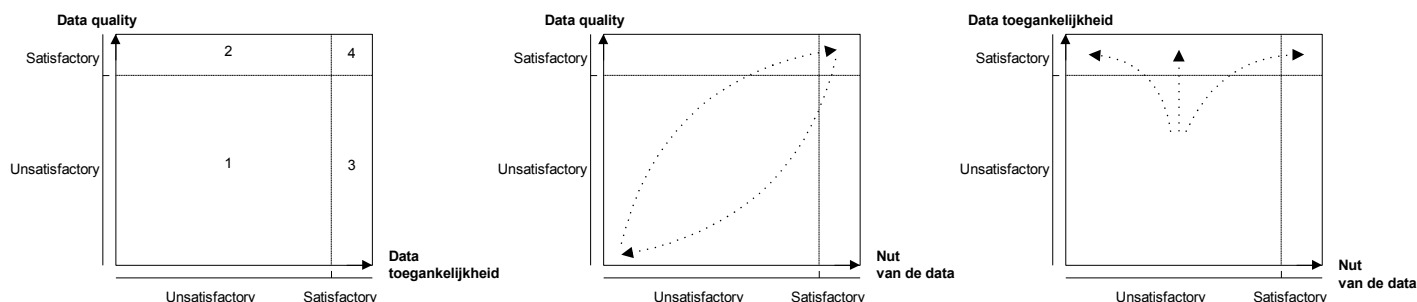 Data quality
Satisfactory
Unsatisfactory
2
4
1
3
Data
toegankelijkheid
Unsatisfactory
Satisfactory
Data quality
Satisfactory
Unsatisfactory
Nut
van de data
Unsatisfactory
Satisfactory
Data toegankelijkheid
Satisfactory
Unsatisfactory
Nut
van de data
Unsatisfactory
Satisfactory